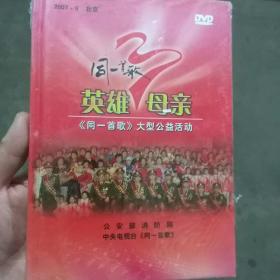 2007·9 北京
DVD
同一首歌
英雄 母亲
《同一首歌》大型公益活动
公安部消防局
中央电视台《同一首歌》